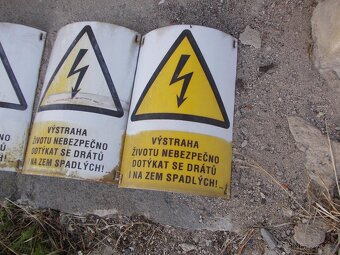 VÝSTRAHA
ŽIVOTU NEBEZPEČNO
DOTÝKAT SE DRÁTŮ
I NA ZEM SPADLÝCH!
VÝSTRAHA
ŽIVOTU NEBEZPEČNO
DOTÝKAT SE DRÁTŮ
I NA ZEM SPADLÝCH!